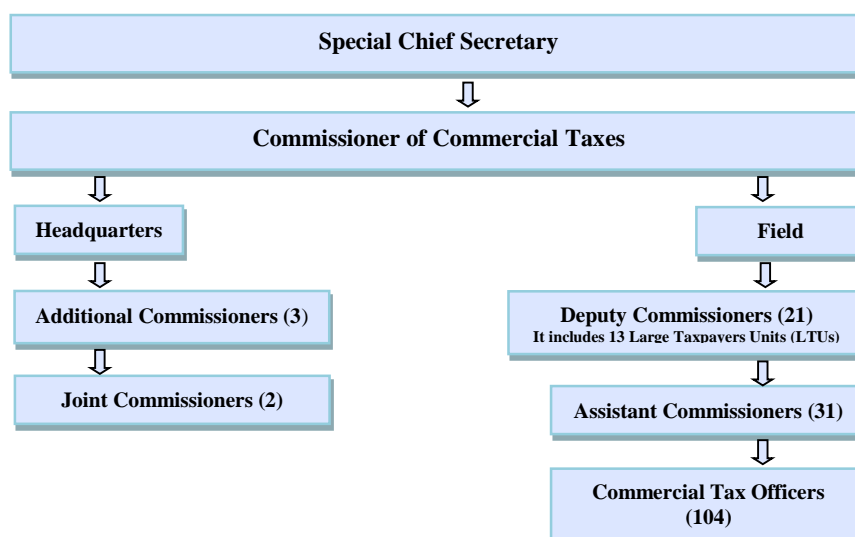 Special Chief Secretary
Commissioner of Commercial Taxes
Headquarters
Field
Additional Commissioners (3)
Deputy Commissioners (21)
It includes 13 Large Taxpayers Units (LTUs)
Joint Commissioners (2)
Assistant Commissioners (31)
Commercial Tax Officers
(104)